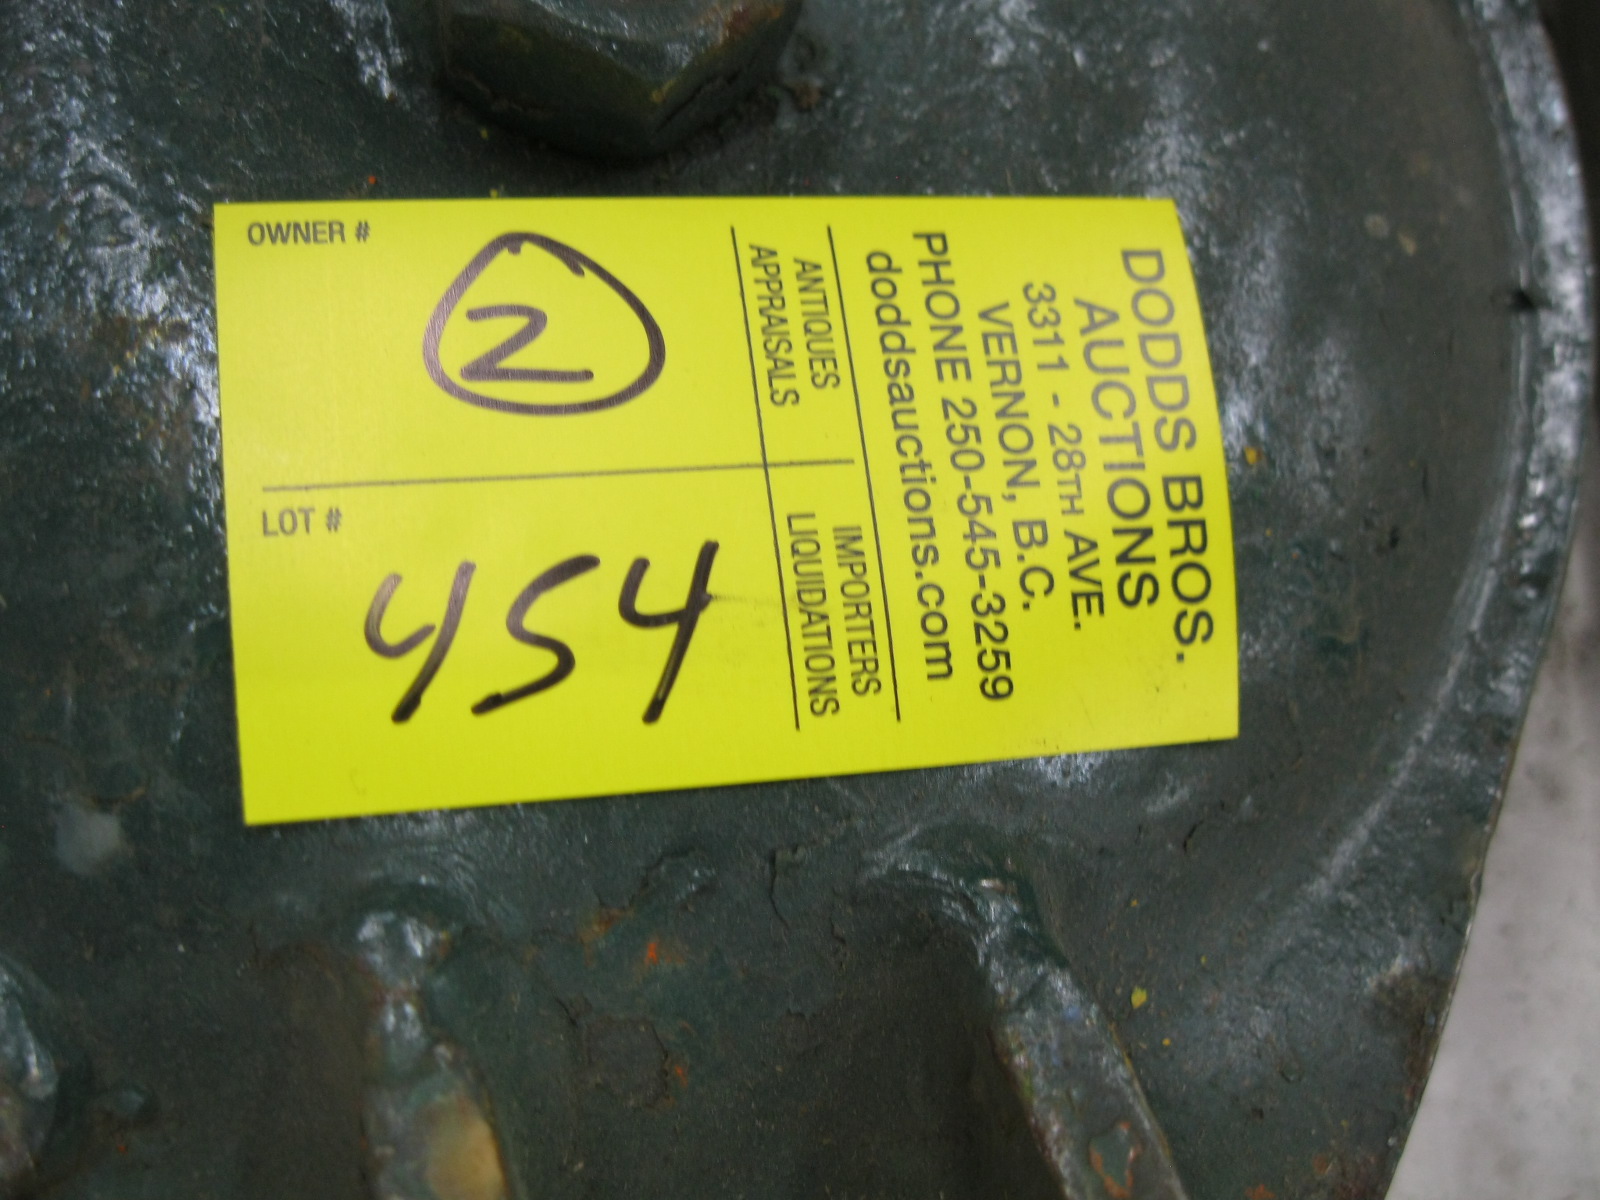 DODDS BROS.
AUCTIONS
3311 - 28TH AVE.
VERNON, B.C.
PHONE 250-545-3259
doddsauctions.com
ANTIQUES
APPRAISALS
IMPORTERS
LIQUIDATIONS
OWNER #
2
LOT #
454